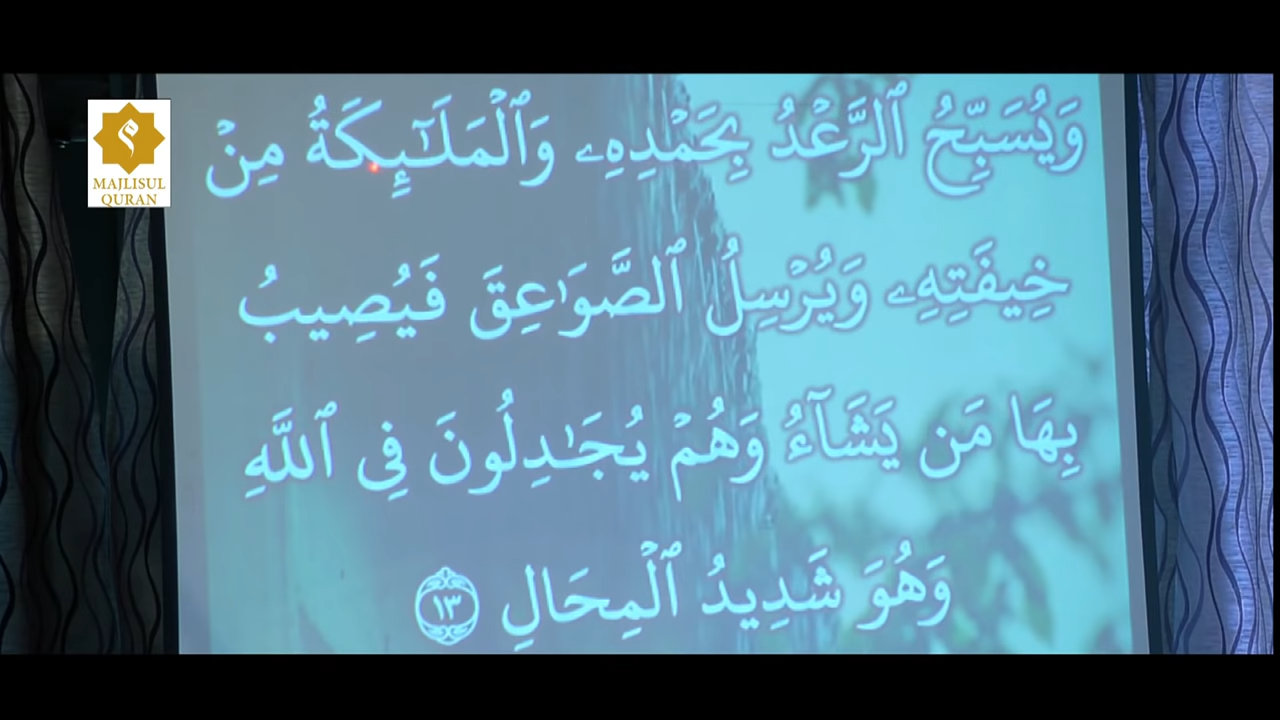 MAJLISUL
QURAN
وَيُسَبِّحُ ٱلرَّعْدُ بِحَمْدِهِۦ وَٱلْمَلَـٰٓئِكَةُ مِنْ
خِيفَتِهِۦ وَيُرْسِلُ ٱلصَّوَٰعِقَ فَيُصِيبُ
بِهَا مَن يَشَآءُ وَهُمْ يُجَـٰدِلُونَ فِى ٱللَّهِ
وَهُوَ شَدِيدُ ٱلْمِحَالِ ١٣